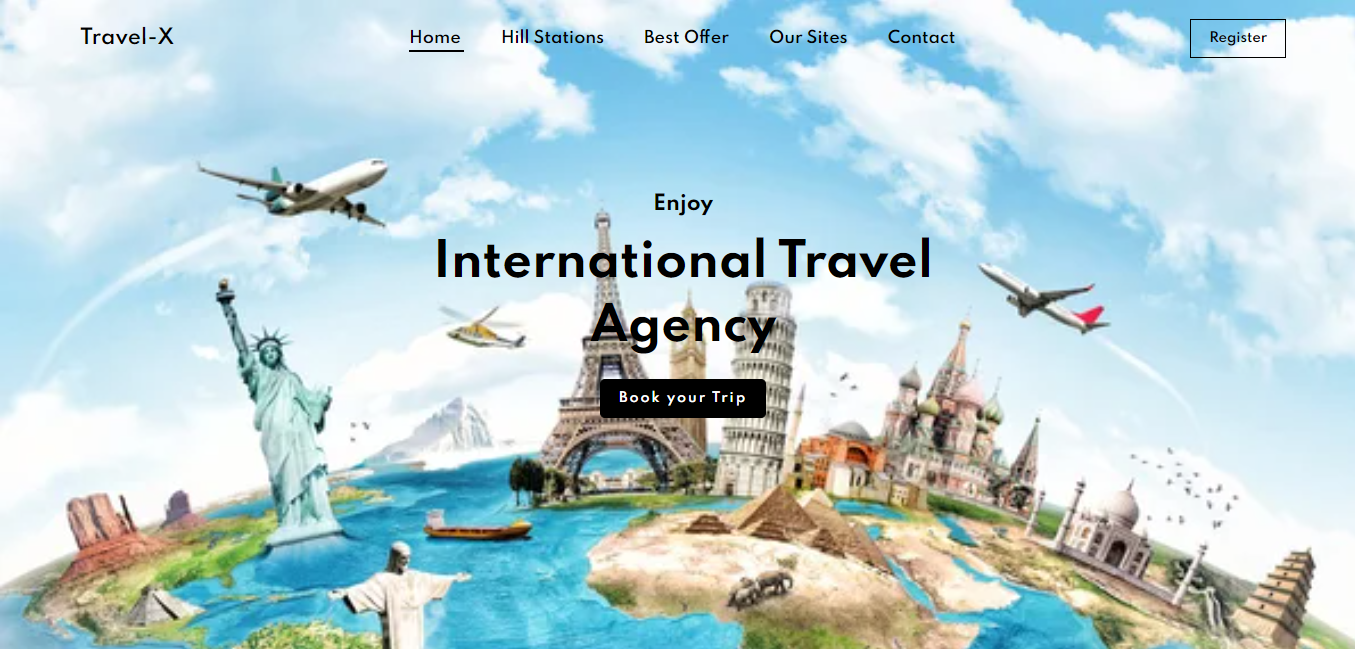 Travel-X
Home
Hill Stations
Best Offer
Our Sites
Contact
Register
Enjoy
International Travel
Agency
Book your Trip